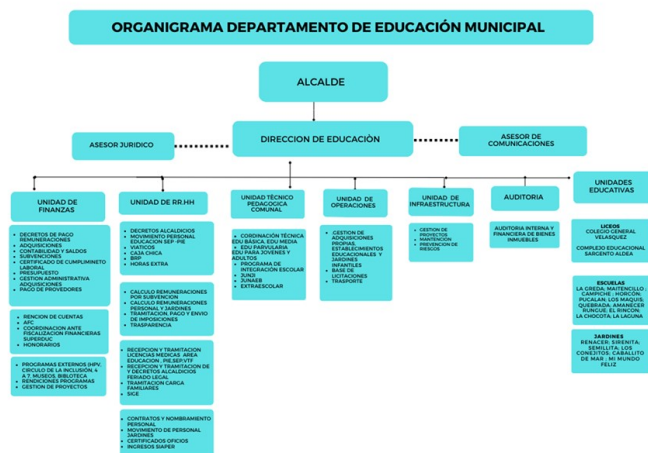 ORGANIGRAMA DEPARTAMENTO DE EDUCACIÓN MUNICIPAL
ALCALDE
ASESOR JURIDICO
DIRECCION DE EDUCACIÓN
ASESOR DE
COMUNICACIONES
UNIDAD DE
FINANZAS
DECRETOS DE PAGO
REMUNERACIONES
ADQUISICIONES
CONTABILIDAD Y SALDOS
SUBVENCIONES
CERTIFICADO DE CUMPLUMINETO
LABORAL
PRESUPUESTO
GESTION ADMINISTRATIVA
ADQUISICIONES
PAGO DE PROVEDORES
RENCION DE CUENTAS
AFC
COORDINACION ANTE
FISCALIZACION FINANCIERAS
SUPERDUC
HONORARIOS
PROGRAMAS EXTERNOS (HPV,
CIRCULO DE LA INCLUSIÓN, 4
A 7, MUSEOS, BIBLOTECA
RENDICIONES PROGRAMAS
GESTION DE PROYECTOS
UNIDAD DE RR.HH
DECRETOS ALCALDICIOS
MOVIMIENTO PERSONAL
EDUCACION SEP -PIE
VIATICOS
CAJA CHICA
BRP
HORAS EXTRA
CALCULO REMUNERACIONES
POR SUBVENCION
CALCULO REMUNERACIONES
PERSONAL Y JARDINES
TRAMITACION, PAGO Y ENVIO
DE IMPOSICIONES
TRASPARENCIA
RECEPCION Y TRAMITACION
LICENCIAS MÉDICAS AREA
EDUCACION , PIE,SEP,VTF
RECEPCION Y TRAMITACION DE
Y DECRETOS ALCALDICIOS
FERIADO LEGAL
TRAMITACION CARGA
FAMILIARES
SIGE
CONTRATOS Y NOMBRAMIENTO
PERSONAL
MOVIMIENTO DE PERSONAL
JARDINES
CERTIFICADOS OFICIOS
INGRESOS SIAPER
UNIDAD TÉCNICO
PEDAGOGICA
COMUNAL
CORDINACIÓN TÉCNICA
EDU BÁSICA, EDU MEDIA
EDU PARVULARIA
EDU PARA JOVENES Y
ADULTOS
PROGRAMA DE
INTEGRACIÓN ESCOLAR
JUNDI
JUNAEB
EXTRAESCOLAR
UNIDAD DE
OPERACIONES
.GESTION DE
ADQUISICIONES
PROPIAS,
ESTABLECIMIENTOS
EDUCACIONALES Y
JARDINES
INFANTILES
BASE DE
LICITACIONES
TRASPORTE
UNIDAD DE
INFRAESTRUCTURA
GESTION DE
PROYECTOS
MANTENCION
PREVENCION DE
RIESGOS
AUDITORIA
AUDITORIA INTERNA Y
FINANCIERA DE BIENES
INMUEBLES
UNIDADES
EDUCATIVAS
LICEOS
COLEGIO GENERAL
VELASQUEZ
COMPLEJO EDUCACIONAL
SARGENTO ALDEA
ESCUELAS
LA GREDA; MAITENCILLO ;
CAMPICHE ; HORCÓN;
PUCALAN, LOS MAQUIS;
QUEBRADA; AMANECER
RUNGUE; EL RINCON;
LA CHOCOTA; LA LAGUNA
JARDINES
RENACER, SIRENITA;
SEMILLITA; LOS
CONEJITOS; CABALLITO
DE MAR ; MI MUNDO
FELIZ